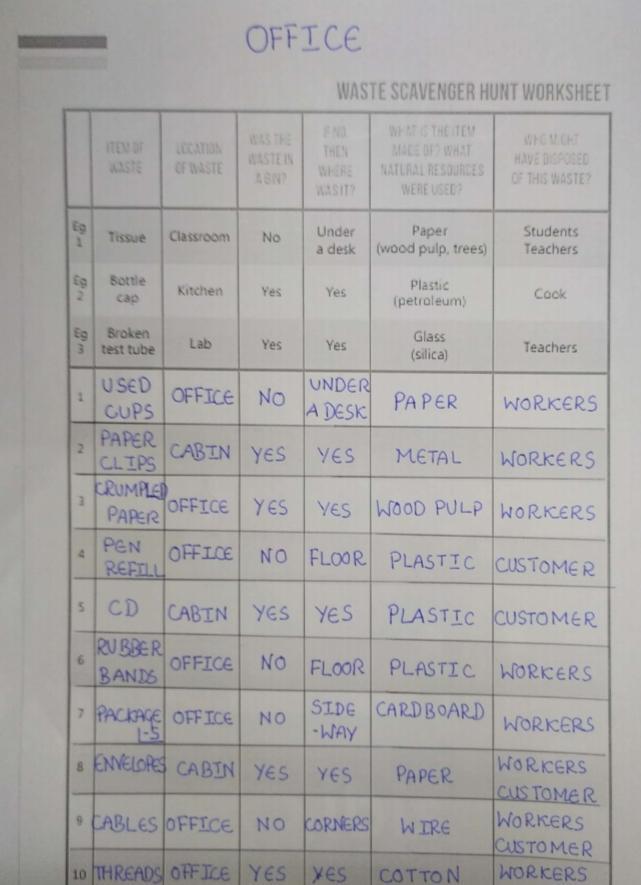 OFFICE
WASTE SCAVENGER HUNT WORKSHEET
ITEM OF WASTE LOCATION OF WASTE WAS THE WASTE IN A BIN? IF NO, THEN WHERE WAS IT? WHAT IS THE ITEM MADE OF? WHAT NATURAL RESOURCES WERE USED? WHO MIGHT HAVE DISPOSED OF THIS WASTE?
Eg 1 Tissue Classroom No Under a desk Paper (wood pulp, trees) Students Teachers
Eg 2 Bottle cap Kitchen Yes Yes Plastic (petroleum) Cook
Eg 3 Broken test tube Lab Yes Yes Glass (silica) Teachers
1 USED CUPS OFFICE NO UNDER A DESK PAPER WORKERS
2 PAPER CLIPS CABIN YES YES METAL WORKERS
3 CRUMPLED PAPER OFFICE YES YES WOOD PULP WORKERS
4 PEN REFILL OFFICE NO FLOOR PLASTIC CUSTOMER
5 CD CABIN YES YES PLASTIC CUSTOMER
6 RUBBER BANDS OFFICE NO FLOOR PLASTIC WORKERS
7 PACKAGE OFFICE NO SIDE -WAY CARDBOARD WORKERS
8 ENVELOPES CABIN YES YES PAPER WORKERS CUSTOMER
9 CABLES OFFICE NO CORNERS WIRE WORKERS CUSTOMER
10 THREADS OFFICE YES YES COTTON WORKERS